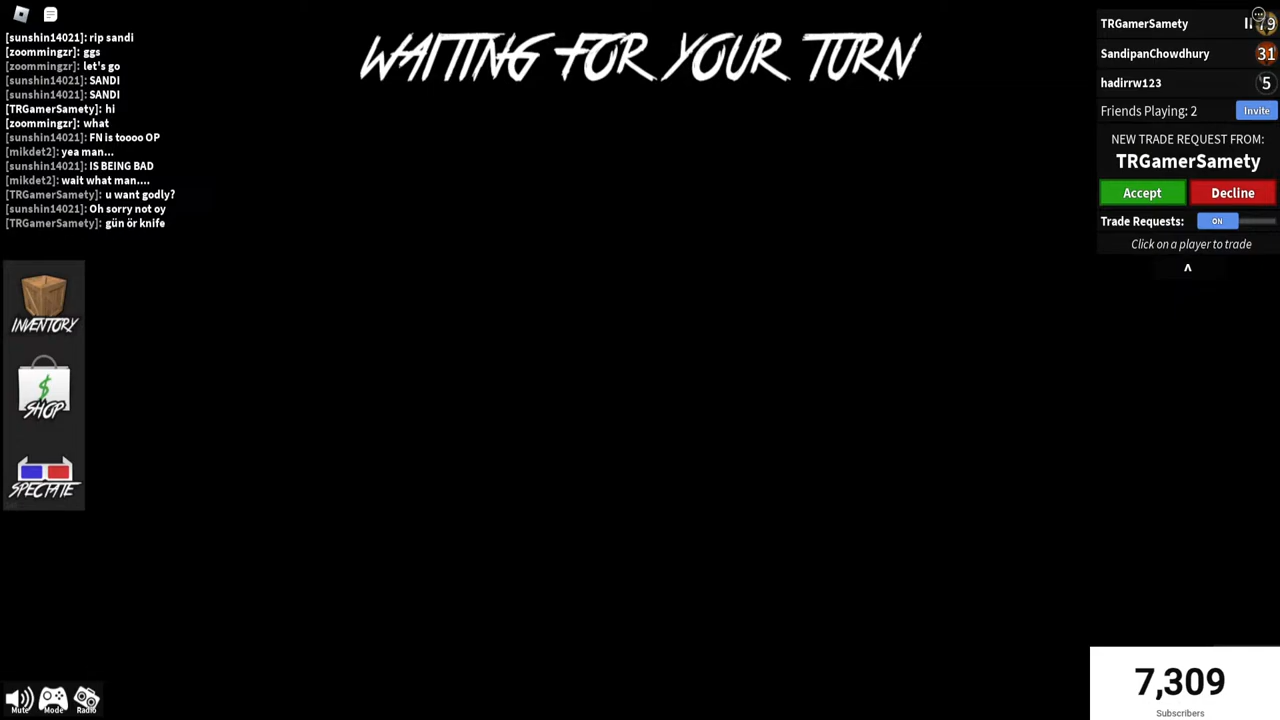 [sunshin14021]: rip sandi
[zoommingzr]: ggs
[zoommingzr]: let's go
[sunshin14021]: SANDI
[sunshin14021]: SANDI
[TRGamerSamety]: hi
[zoommingzr]: what
[sunshin14021]: FN is toooo OP
[mikdet2]: yea man...
[sunshin14021]: IS BEING BAD
[mikdet2]: wait what man....
[TRGamerSamety]: u want godly?
[sunshin14021]: Oh sorry not oy
[TRGamerSamety]: gün ör knife
WAITING FOR YOUR TURN
TRGamerSamety
SandipanChowdhury 31
hadirrw123 5
Friends Playing: 2 Invite
NEW TRADE REQUEST FROM:
TRGamerSamety
Accept Decline
Trade Requests: ON
Click on a player to trade
INVENTORY
$
SHOP
SPECTATE
Mute Mode Radio
7,309
Subscribers